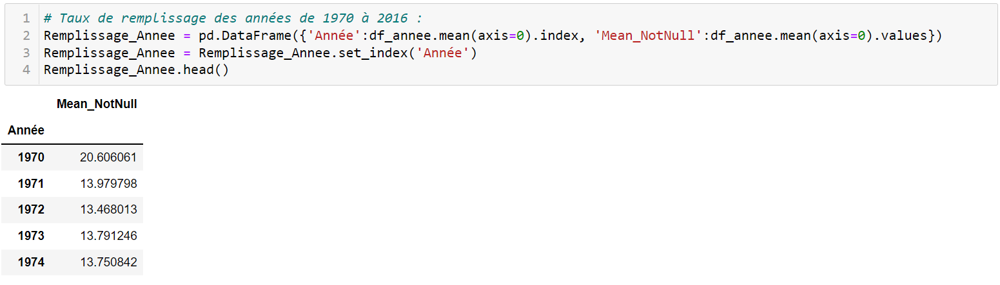 1 # Taux de remplissage des années de 1970 à 2016 :
2 Remplissage_Annee = pd.DataFrame({'Année':df_annee.mean(axis=0).index, 'Mean_NotNull':df_annee.mean(axis=0).values})
3 Remplissage_Annee = Remplissage_Annee.set_index('Année')
4 Remplissage_Annee.head()
Mean_NotNull
Année
1970 20.606061
1971 13.979798
1972 13.468013
1973 13.791246
1974 13.750842